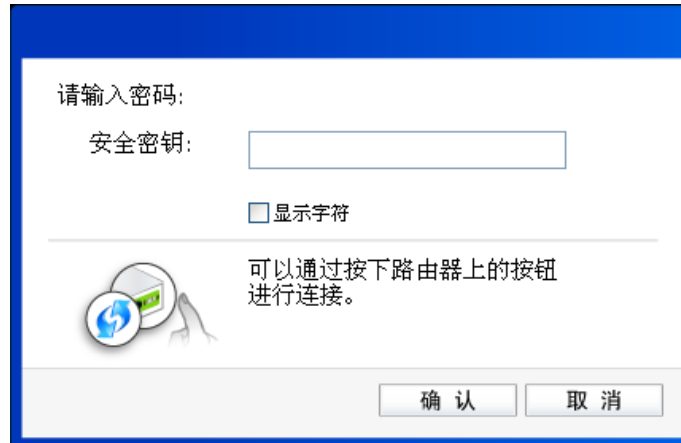 请输入密码:
安全密钥:
显示字符
可以通过按下路由器上的按钮
进行连接。
确 认
取 消